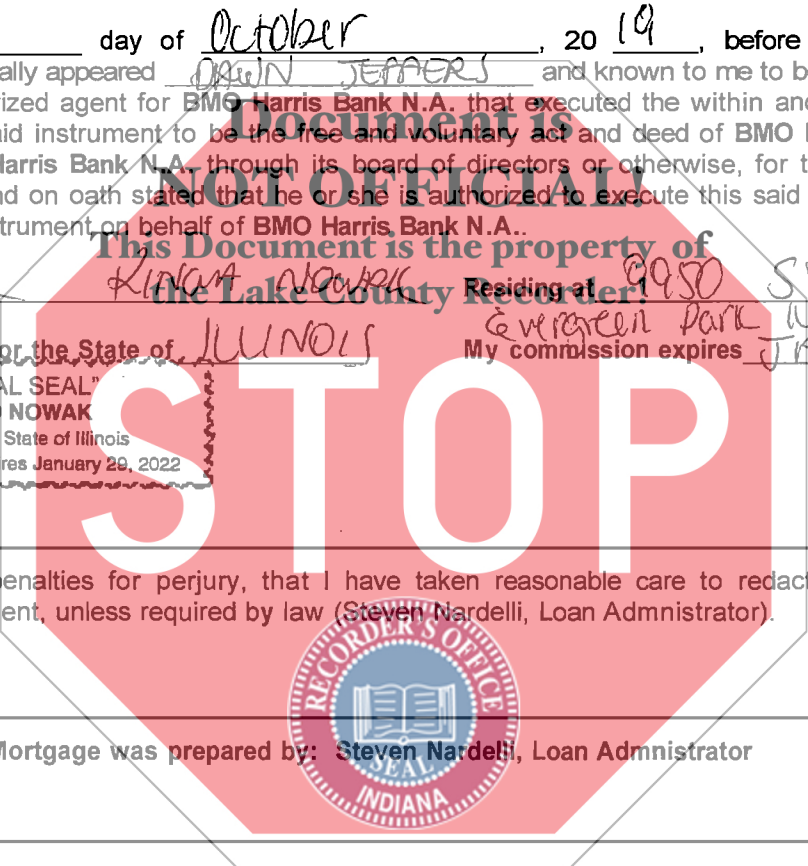 day of October, 20 19, before
ally appeared DAWN JEFFERS and known to me to b
ized agent for BMO Harris Bank N.A. that executed the within an
Document is
aid instrument to be the free and voluntary act and deed of BMO
Harris Bank N.A. through its board of directors or otherwise, for t
NOT OFFICIAL!
nd on oath stated that he or she is authorized to execute this said
trument on behalf of BMO Harris Bank N.A..
This Document is the property of
NOWAK Residing at 9950 S
the Lake County Recorder!
Evergreen Park
or the State of ILLINOIS My commission expires
AL SEAL"
NOWAK
State of Illinois
res January 29, 2022
STOP
penalties for perjury, that I have taken reasonable care to redact
ent, unless required by law (Steven Nardelli, Loan Admnistrator).
RECORDER'S OFFICE
Mortgage was prepared by: Steven Nardelli, Loan Admnistrator
SEAL
INDIANA